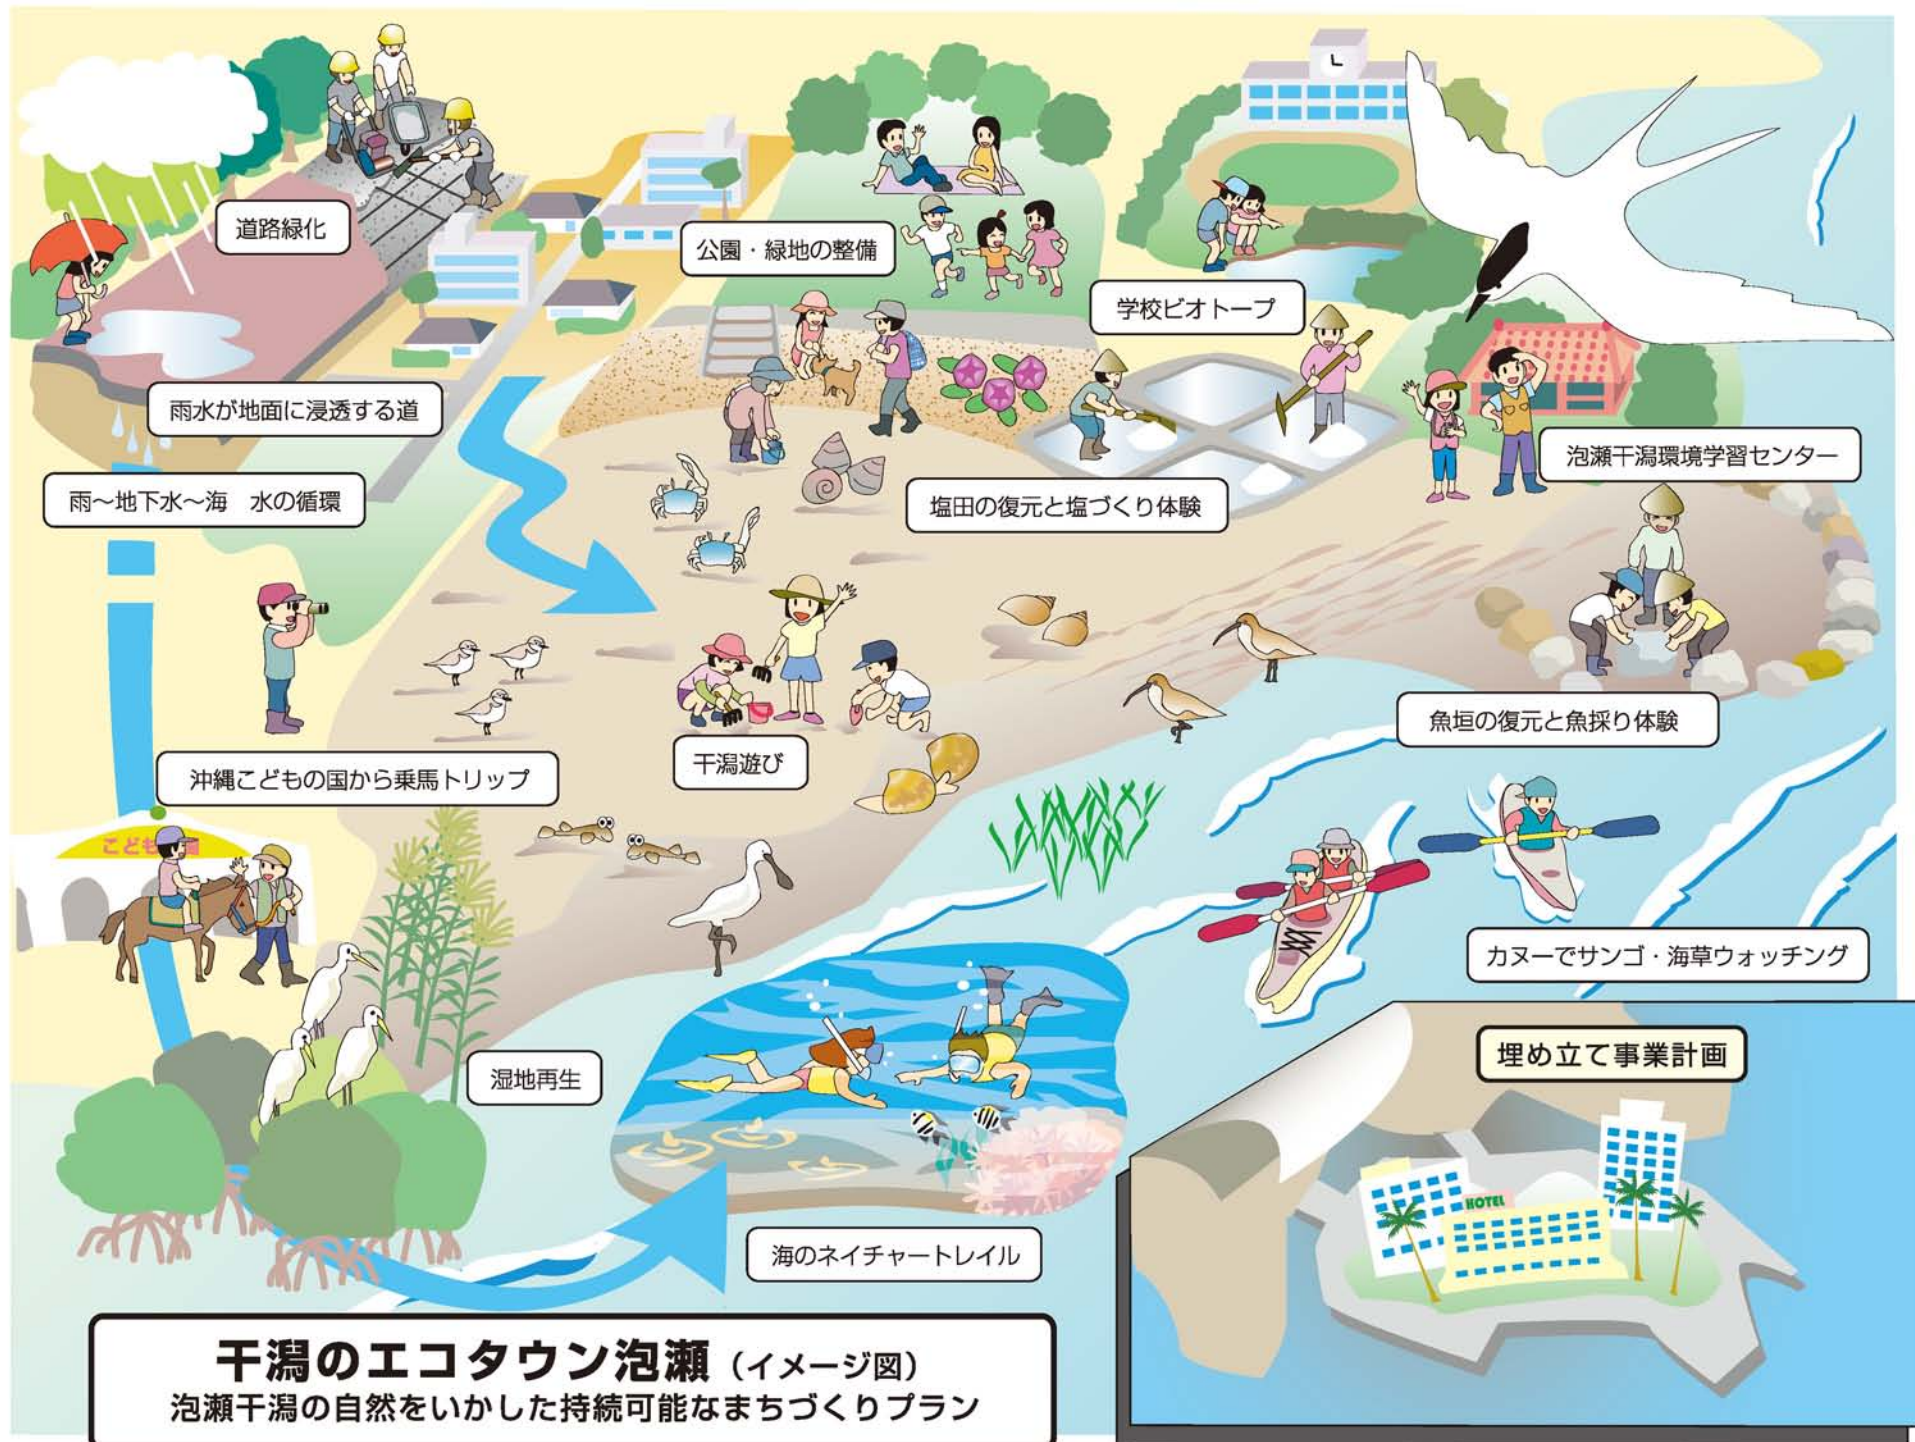 道路緑化
公園・緑地の整備
学校ビオトープ
雨水が地面に浸透する道
泡瀬干潟環境学習センター
雨～地下水～海　水の循環
塩田の復元と塩づくり体験
魚垣の復元と魚採り体験
干潟遊び
沖縄こどもの国から乗馬トリップ
こども
カヌーでサンゴ・海草ウォッチング
埋め立て事業計画
湿地再生
HOTEL
海のネイチャートレイル
干潟のエコタウン泡瀬（イメージ図）
泡瀬干潟の自然をいかした持続可能なまちづくりプラン